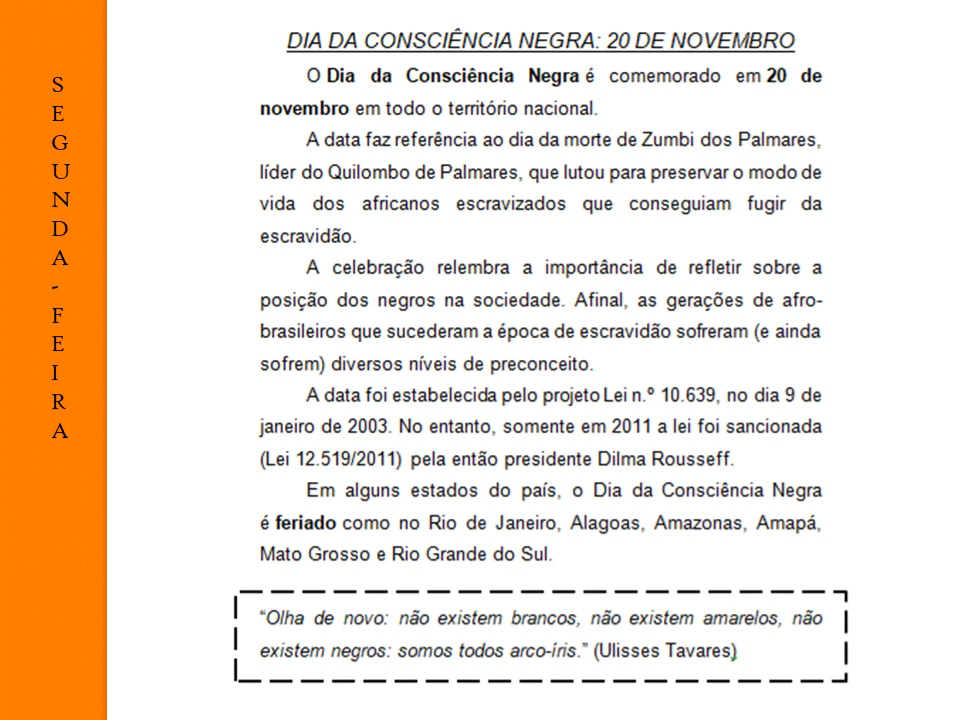 S
E
G
U
N
D
A
-
F
E
I
R
A
DIA DA CONSCIÊNCIA NEGRA: 20 DE NOVEMBRO
O Dia da Consciência Negra é comemorado em 20 de
novembro em todo o território nacional.
A data faz referência ao dia da morte de Zumbi dos Palmares,
líder do Quilombo de Palmares, que lutou para preservar o modo de
vida dos africanos escravizados que conseguiam fugir da
escravidão.
A celebração relembra a importância de refletir sobre a
posição dos negros na sociedade. Afinal, as gerações de afro-
brasileiros que sucederam a época de escravidão sofreram (e ainda
sofrem) diversos níveis de preconceito.
A data foi estabelecida pelo projeto Lei n.º 10.639, no dia 9 de
janeiro de 2003. No entanto, somente em 2011 a lei foi sancionada
(Lei 12.519/2011) pela então presidente Dilma Rousseff.
Em alguns estados do país, o Dia da Consciência Negra
é feriado como no Rio de Janeiro, Alagoas, Amazonas, Amapá,
Mato Grosso e Rio Grande do Sul.
“Olha de novo: não existem brancos, não existem amarelos, não
existem negros: somos todos arco-íris.” (Ulisses Tavares)